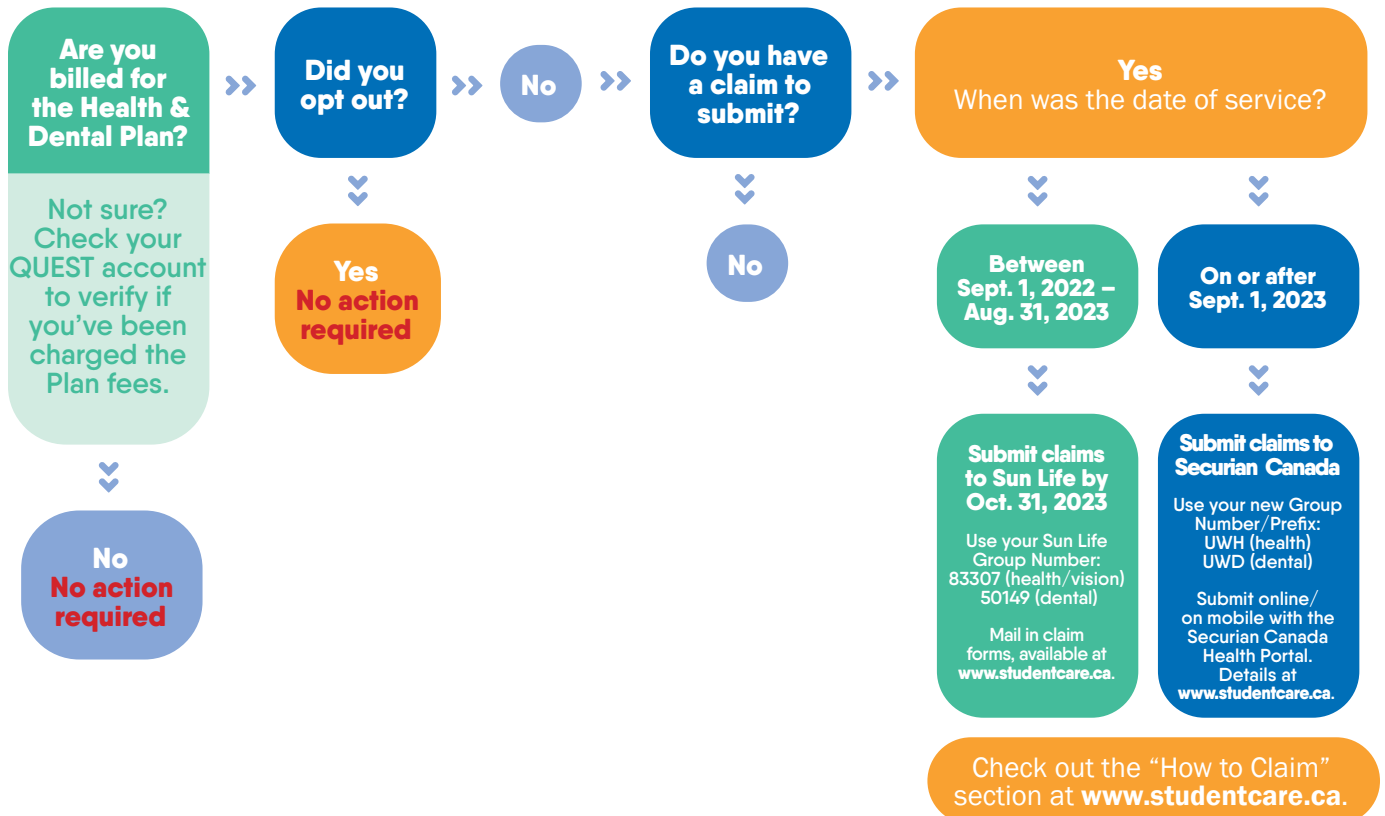 Are you
billed for
the Health &
Dental Plan?
Not sure?
Check your
QUEST account
to verify if
you've been
charged the
Plan fees.
No
No action
required
Did you
opt out?
Yes
No action
required
No
Do you have
a claim to
submit?
No
Yes
When was the date of service?
Between
Sept. 1, 2022 –
Aug. 31, 2023
Submit claims
to Sun Life by
Oct. 31, 2023
Use your Sun Life
Group Number:
83307 (health/vision)
50149 (dental)
Mail in claim
forms, available at
www.studentcare.ca.
On or after
Sept. 1, 2023
Submit claims to
Securian Canada
Use your new Group
Number/Prefix:
UWH (health)
UWD (dental)
Submit online/
on mobile with the
Securian Canada
Health Portal.
Details at
www.studentcare.ca.
Check out the “How to Claim”
section at www.studentcare.ca.